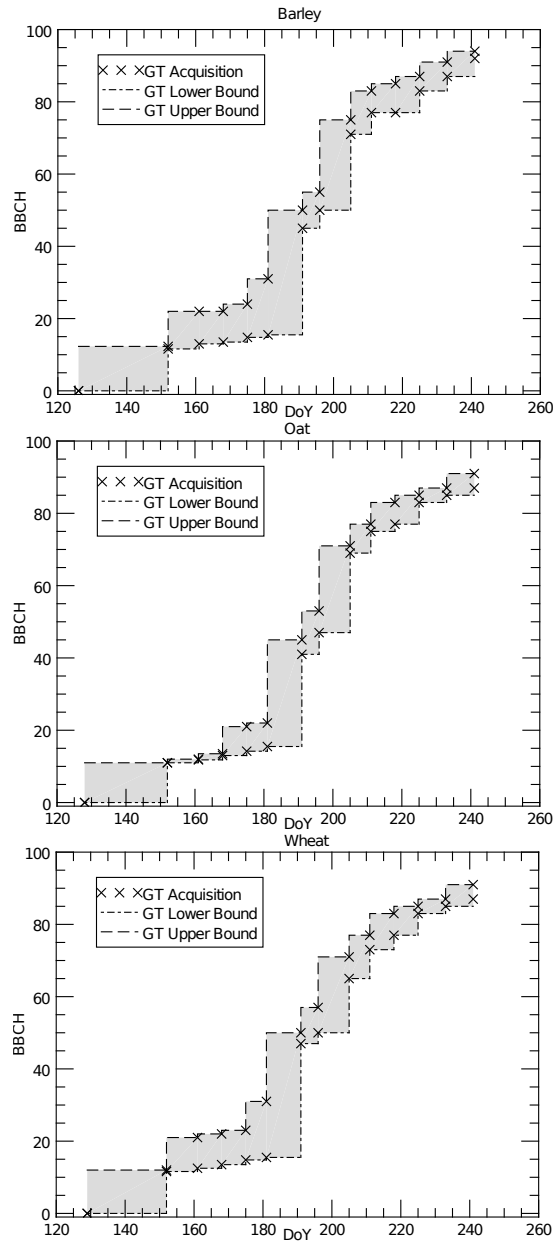 Barley
100
80
60
40
20
0
BBCH
GT Acquisition
GT Lower Bound
GT Upper Bound
120 140 160 180 200 220 240 260
DoY
Oat
100
80
60
40
20
0
BBCH
GT Acquisition
GT Lower Bound
GT Upper Bound
120 140 160 180 200 220 240 260
DoY
Wheat
100
80
60
40
20
0
BBCH
GT Acquisition
GT Lower Bound
GT Upper Bound
120 140 160 180 200 220 240 260
DoY